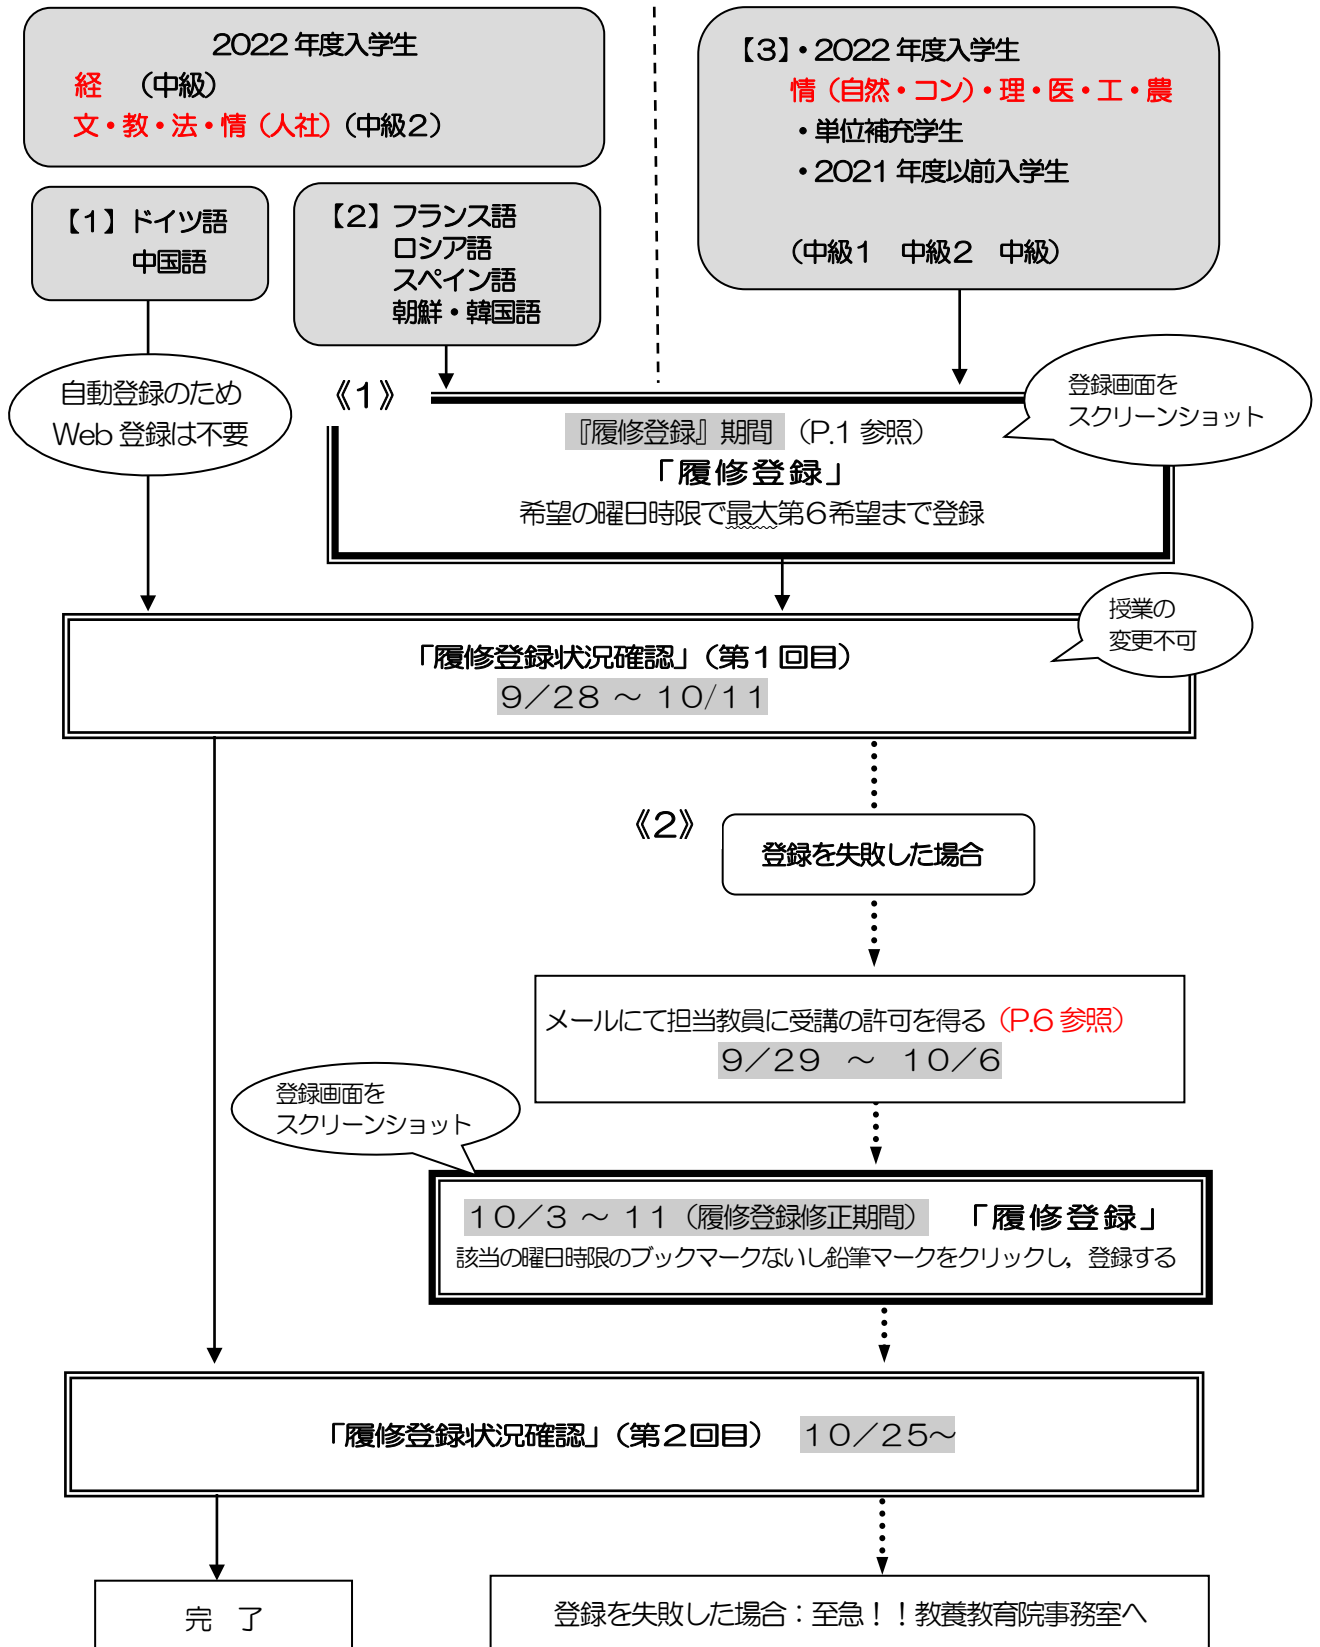 2022年度入学生
経　（中級）
文・教・法・情（人社）（中級２）
【３】・2022年度入学生
情（自然・コン）・理・医・工・農
・単位補充学生
・2021年度以前入学生
（中級１　中級２　中級）
【１】ドイツ語
中国語
【２】フランス語
ロシア語
スペイン語
朝鮮・韓国語
自動登録のため
Web登録は不要
《１》
登録画面を
スクリーンショット
『履修登録』期間（P.1参照）
「履修登録」
希望の曜日時限で最大第６希望まで登録
授業の
変更不可
「履修登録状況確認」（第１回目）
９／２８ ～ １０/１１
《２》
登録を失敗した場合
メールにて担当教員に受講の許可を得る（P.6参照）
９／２９ ～ １０／６
登録画面を
スクリーンショット
１０／３ ～ １１（履修登録修正期間）　「履修登録」
該当の曜日時限のブックマークないし鉛筆マークをクリックし，登録する
「履修登録状況確認」（第２回目）　１０／２５～
完　了
登録を失敗した場合：至急！！教養教育院事務室へ